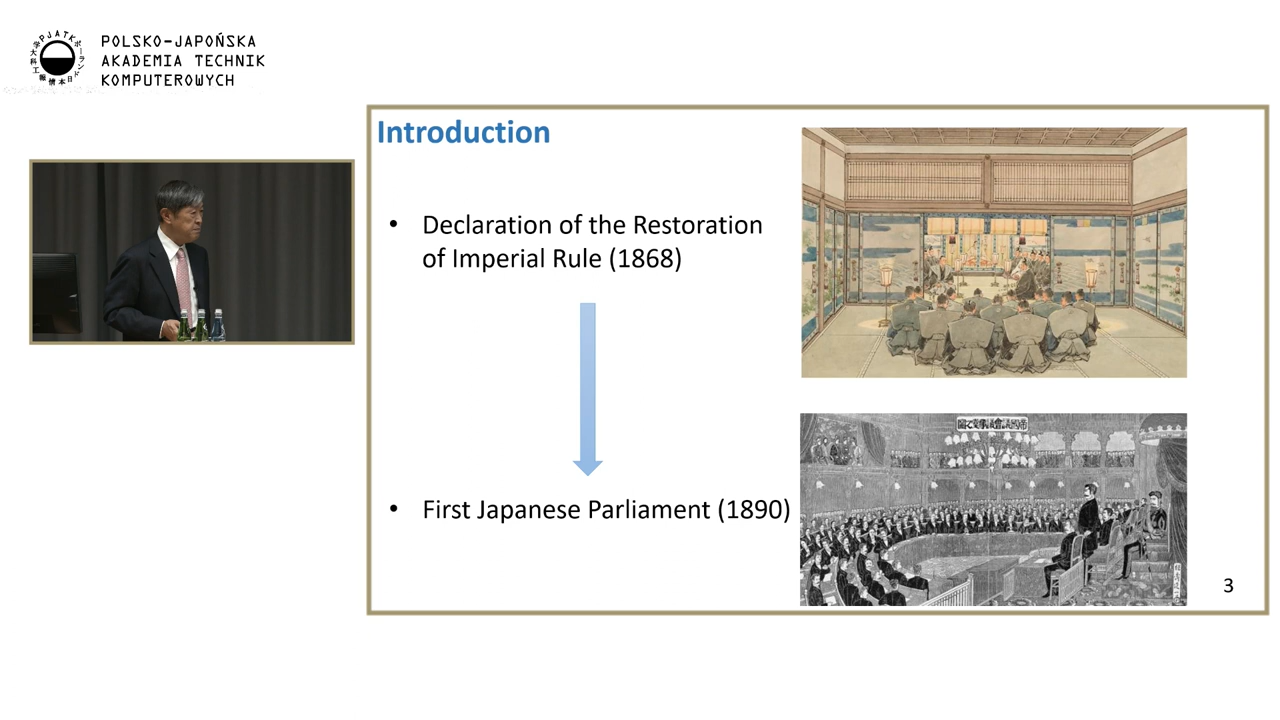 PJATK
POLSKO-JAPOŃSKA
AKADEMIA TECHNIK
KOMPUTEROWYCH
Introduction
• Declaration of the Restoration
of Imperial Rule (1868)
• First Japanese Parliament (1890)
3